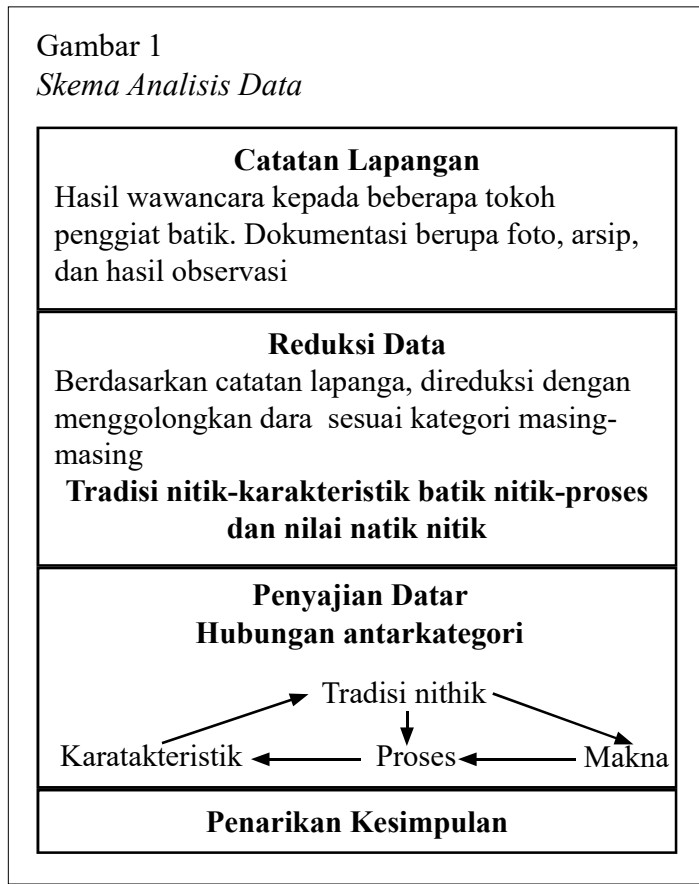 Gambar 1
Skema Analisis Data
Catatan Lapangan
Hasil wawancara kepada beberapa tokoh
penggiat batik. Dokumentasi berupa foto, arsip,
dan hasil observasi
Reduksi Data
Berdasarkan catatan lapanga, direduksi dengan
menggolongkan dara sesuai kategori masing-
masing
Tradisi nitik-karakteristik batik nitik-proses
dan nilai natik nitik
Penyajian Datar
Hubungan antarkategori
Tradisi nithik
Karatakteristik Proses Makna
Penarikan Kesimpulan